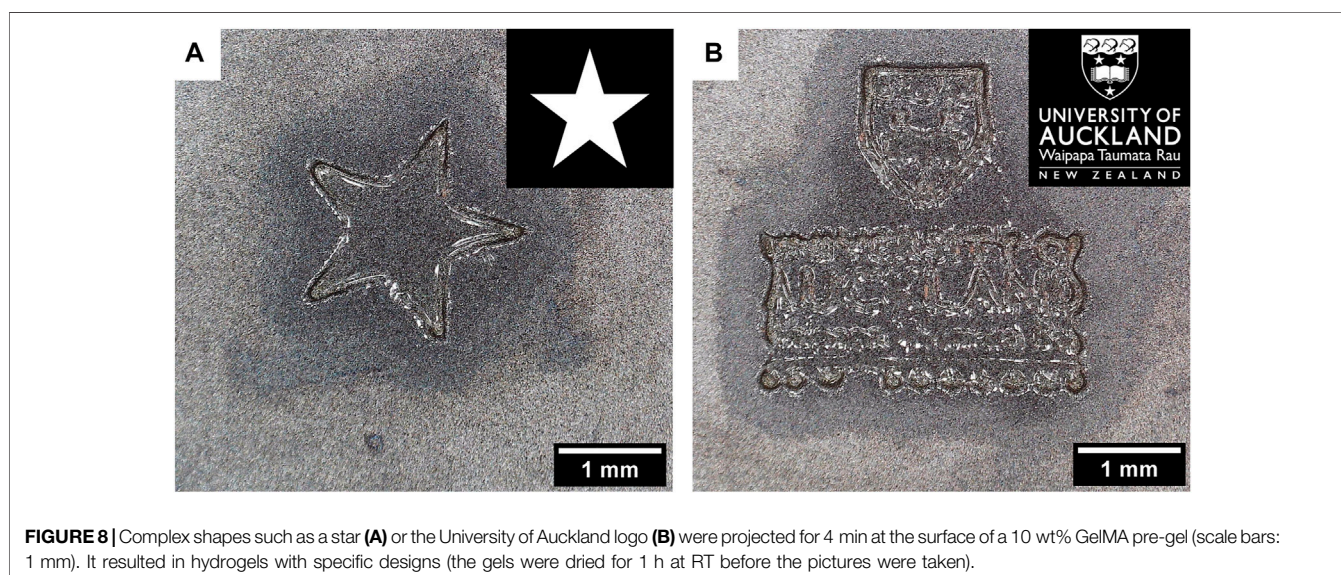 A
B
UNIVERSITY OF
AUCKLAND
Waipapa Taumata Rau
NEW ZEALAND
AUCKLAND
1 mm
1 mm
FIGURE 8 | Complex shapes such as a star (A) or the University of Auckland logo (B) were projected for 4 min at the surface of a 10 wt% GelMA pre-gel (scale bars:
1 mm). It resulted in hydrogels with specific designs (the gels were dried for 1 h at RT before the pictures were taken).